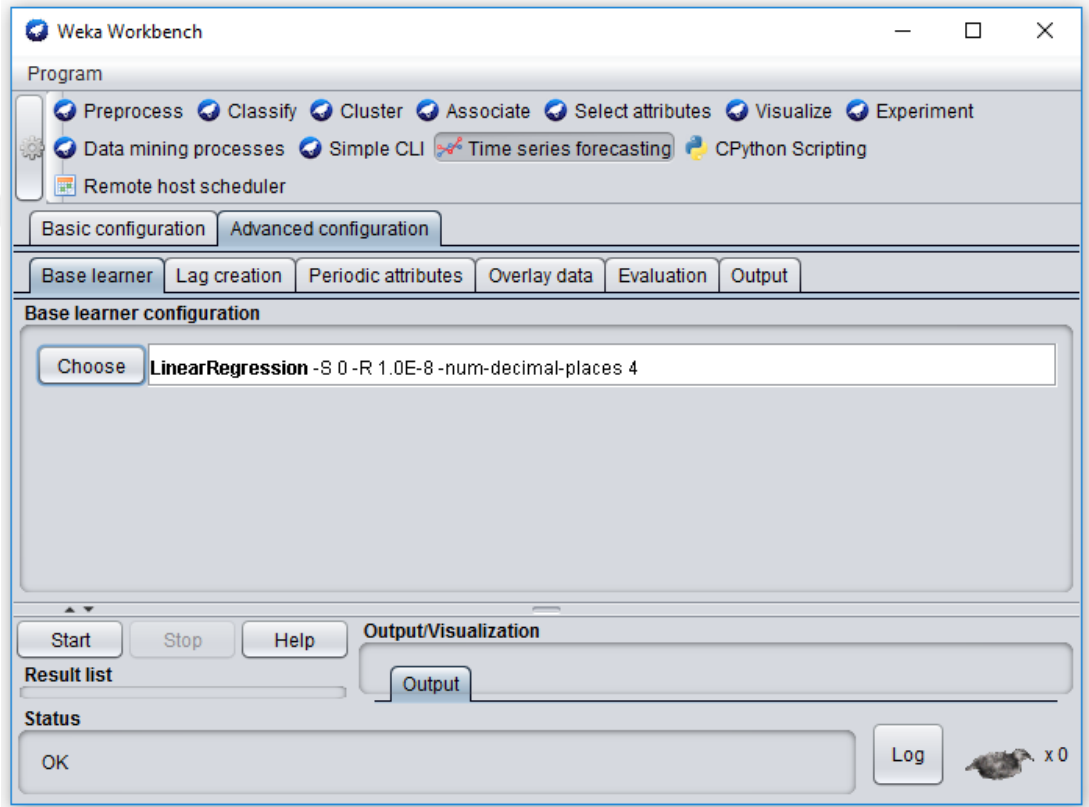 Weka Workbench
Program
Preprocess Classify Cluster Associate Select attributes Visualize Experiment
Data mining processes Simple CLI Time series forecasting CPython Scripting
Remote host scheduler
Basic configuration Advanced configuration
Base learner Lag creation Periodic attributes Overlay data Evaluation Output
Base learner configuration
Choose LinearRegression -S 0 -R 1.0E-8 -num-decimal-places 4
Start Stop Help Output/Visualization
Result list
Output
Status
OK
Log x 0